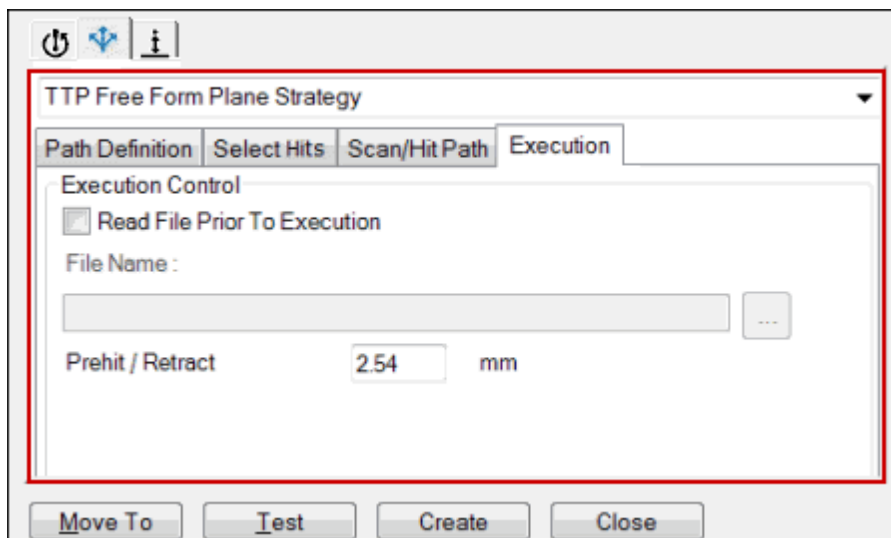 TTP Free Form Plane Strategy
Path Definition Select Hits Scan/Hit Path Execution
Execution Control
Read File Prior To Execution
File Name :
...
Prehit / Retract 2.54 mm
Move To Test Create Close